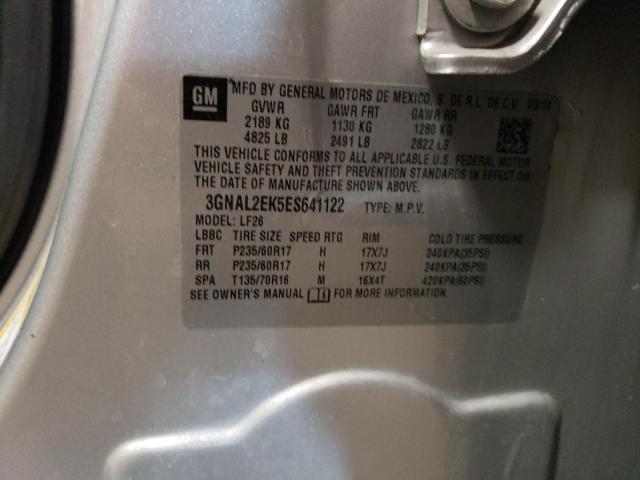 GM
MFD BY GENERAL MOTORS DE MEXICO, S. DE R.L. DE C.V. 03/14
GVWR GAWR FRT GAWR RR
2189 KG 1130 KG 1280 KG
4825 LB 2491 LB 2822 LB
THIS VEHICLE CONFORMS TO ALL APPLICABLE U.S. FEDERAL MOTOR
VEHICLE SAFETY AND THEFT PREVENTION STANDARDS IN EFFECT ON
THE DATE OF MANUFACTURE SHOWN ABOVE.
3GNAL2EK5ES641122 TYPE: M.P.V.
MODEL: LF26
LBBC TIRE SIZE SPEED RTG RIM COLD TIRE PRESSURE
FRT P235/60R17 H 17X7J 240KPA(35PSI)
RR P235/60R17 H 17X7J 240KPA(35PSI)
SPA T135/70R16 M 16X4T 420KPA(60PSI)
SEE OWNER'S MANUAL FOR MORE INFORMATION.